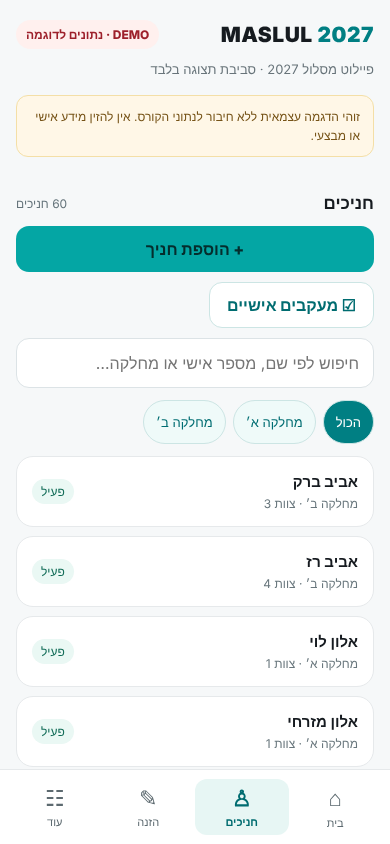 MASLUL 2027
DEMO · נתונים לדוגמה
פיילוט מסלול 2027 · סביבת תצוגה בלבד
זוהי הדגמה עצמאית ללא חיבור לנתוני הקורס. אין להזין מידע אישי
או מבצעי.
חניכים
60 חניכים
+ הוספת חניך
☑ מעקבים אישיים
חיפוש לפי שם, מספר אישי או מחלקה...
הכול
מחלקה א׳
מחלקה ב׳
אביב ברק
מחלקה ב׳ · צוות 3
פעיל
אביב רז
מחלקה ב׳ · צוות 4
פעיל
אלון לוי
מחלקה א׳ · צוות 1
פעיל
אלון מזרחי
מחלקה א׳ · צוות 1
פעיל
בית
חניכים
הזנה
עוד